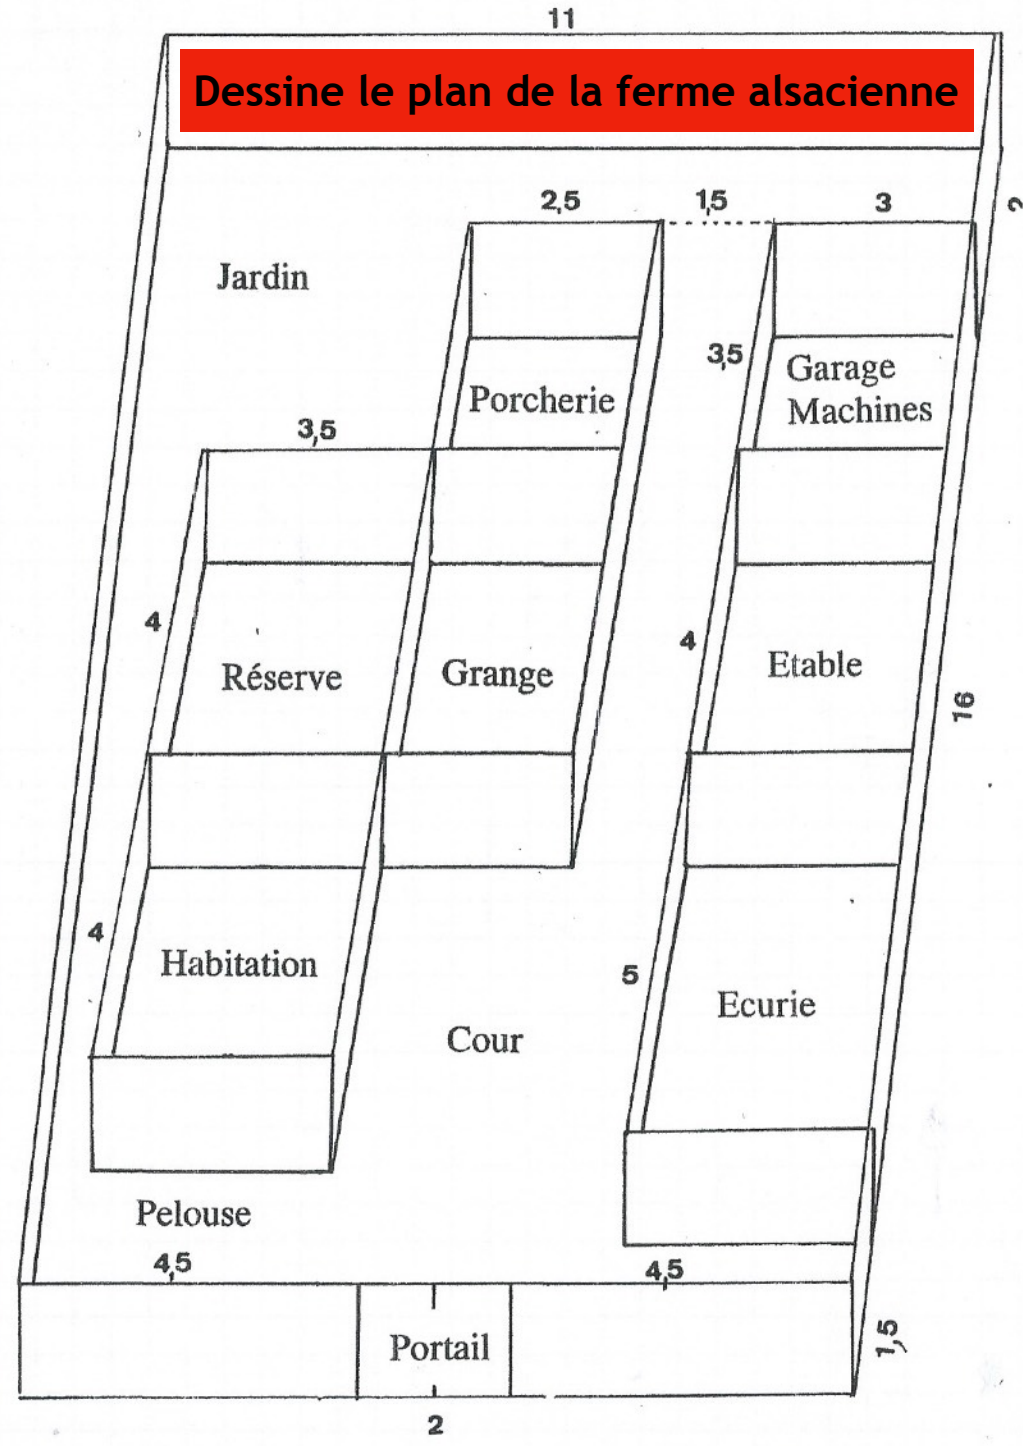 11
Dessine le plan de la ferme alsacienne
2,5
1,5
3
2
Jardin
3,5
Garage
Machines
Porcherie
3,5
4
4
Réserve
Grange
Etable
16
4
Habitation
5
Ecurie
Cour
Pelouse
4,5
4,5
Portail
1,5
2